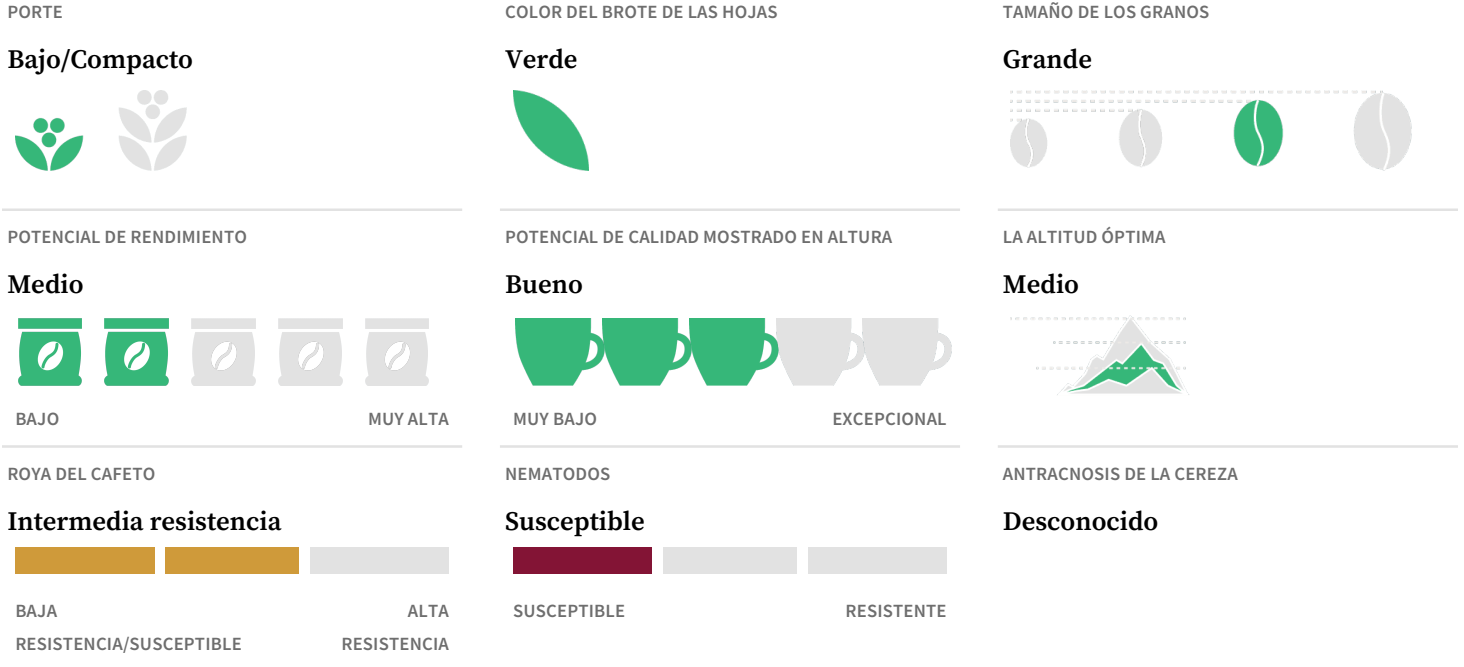 PORTE
Bajo/Compacto
COLOR DEL BROTE DE LAS HOJAS
Verde
TAMAÑO DE LOS GRANOS
Grande
POTENCIAL DE RENDIMIENTO
Medio
BAJO
MUY ALTA
POTENCIAL DE CALIDAD MOSTRADO EN ALTURA
Bueno
MUY BAJO
EXCEPCIONAL
LA ALTITUD ÓPTIMA
Medio
ROYA DEL CAFETO
Intermedia resistencia
BAJA
RESISTENCIA/SUSCEPTIBLE
ALTA
RESISTENCIA
NEMATODOS
Susceptible
SUSCEPTIBLE
RESISTENTE
ANTRACNOSIS DE LA CEREZA
Desconocido